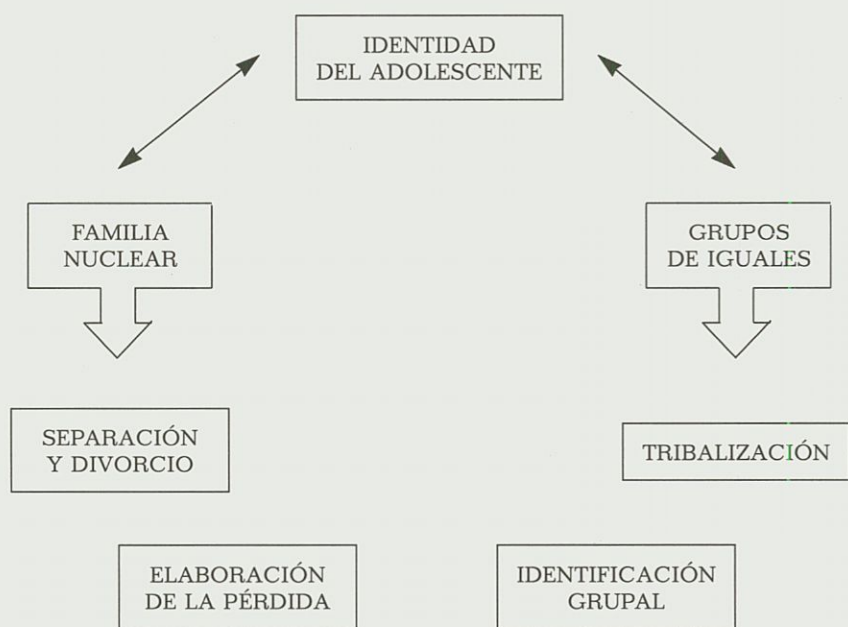 IDENTIDAD
DEL ADOLESCENTE
FAMILIA
NUCLEAR
GRUPOS
DE IGUALES
SEPARACIÓN
Y DIVORCIO
TRIBALIZACIÓN
ELABORACIÓN
DE LA PÉRDIDA
IDENTIFICACIÓN
GRUPAL